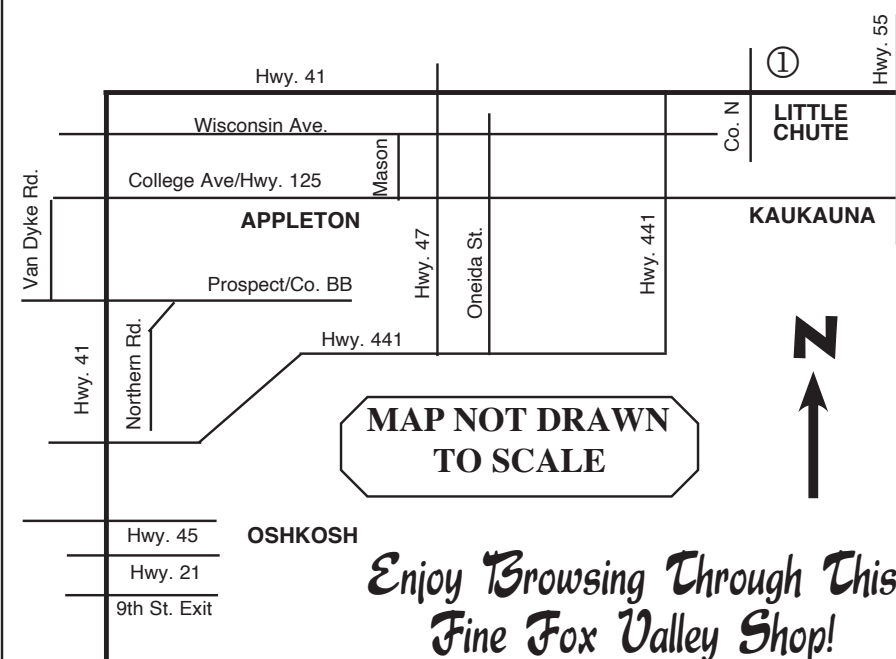 Hwy. 55
Hwy. 41
①
Wisconsin Ave.
Co. N
LITTLE
CHUTE
Mason
College Ave/Hwy. 125
Van Dyke Rd.
APPLETON
KAUKAUNA
Hwy. 47
Oneida St.
Hwy. 441
Prospect/Co. BB
Northern Rd.
Hwy. 441
Hwy. 41
N
MAP NOT DRAWN
TO SCALE
Hwy. 45
OSHKOSH
Hwy. 21
9th St. Exit
Enjoy Browsing Through This
Fine Fox Valley Shop!